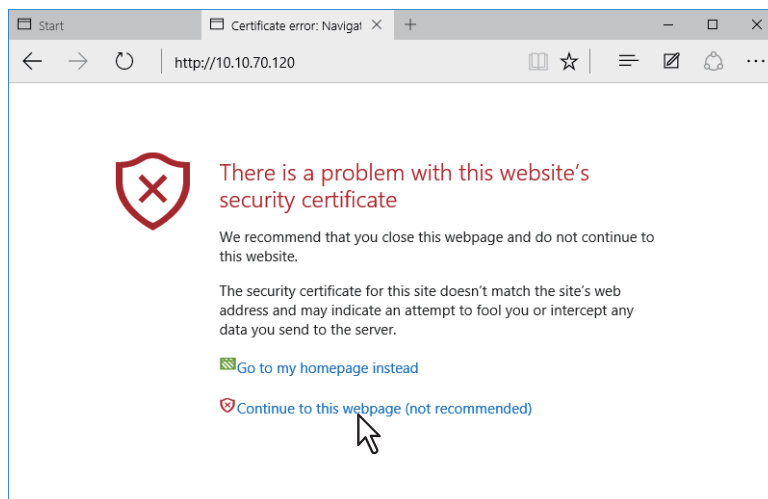 Start
Certificate error: Navigat
http://10.10.70.120
There is a problem with this website's
security certificate
We recommend that you close this webpage and do not continue to
this website.
The security certificate for this site doesn't match the site's web
address and may indicate an attempt to fool you or intercept any
data you send to the server.
Go to my homepage instead
Continue to this webpage (not recommended)